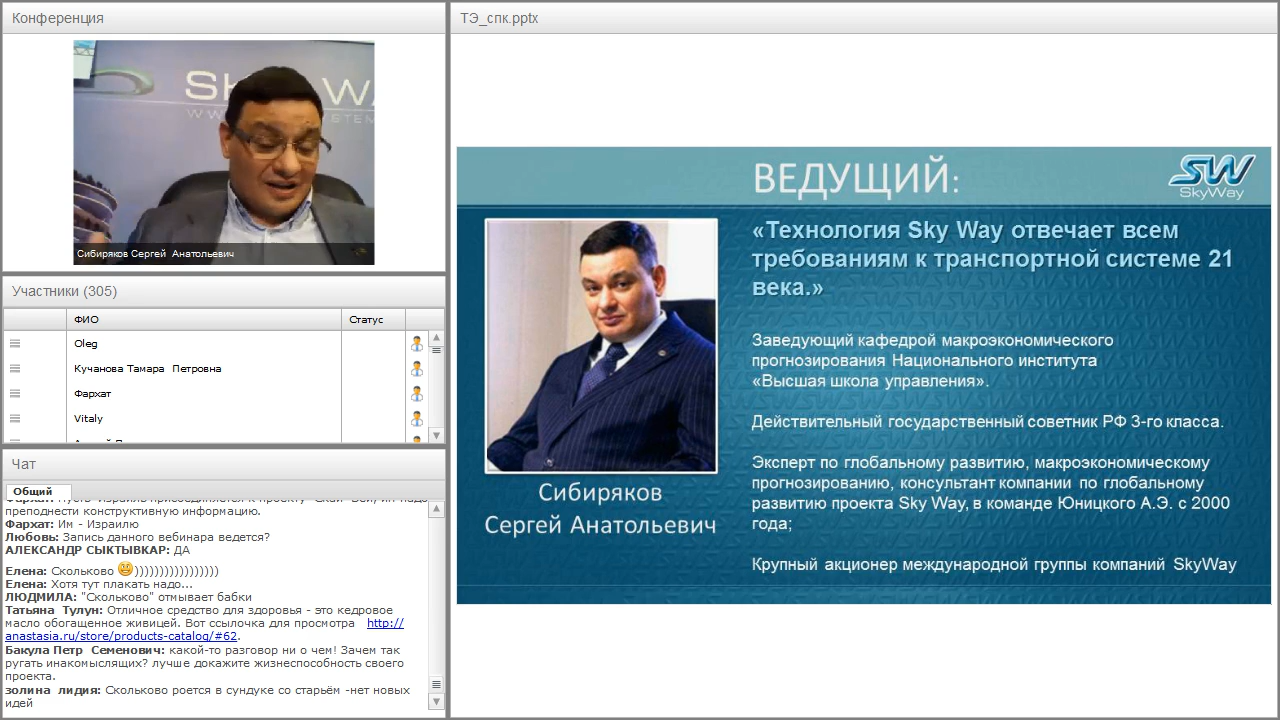 Конференция
SKYWAY
Сибиряков Сергей Анатольевич
Участники (305)
ФИО
Статус
Oleg
Кучанова Тамара Петровна
Фархат
Vitaly
Чат
Общий
преподнести конструктивную информацию.
Фархат: Им - Израилю
Любовь: Запись данного вебинара ведется?
АЛЕКСАНДР СЫКТЫВКАР: ДА
Елена: Сколково )))))))))))))))))
Елена: Хотя тут плакать надо...
ЛЮДМИЛА: "Сколково" отмывает бабки
Татьяна Тулун: Отличное средство для здоровья - это кедровое
масло обогащенное живицей. Вот ссылочка для просмотра http://
anastasia.ru/store/products-catalog/#62.
Бакула Петр Семенович: какой-то разговор ни о чем! Зачем так
ругать инакомыслящих? лучше докажите жизнеспособность своего
проекта.
золина лидия: Сколково роется в сундуке со старьём -нет новых
идей
ТЭ_спк.pptx
ВЕДУЩИЙ:
SW
SkyWay
«Технология Sky Way отвечает всем
требованиям к транспортной системе 21
века.»
Заведующий кафедрой макроэкономического
прогнозирования Национального института
«Высшая школа управления».
Действительный государственный советник РФ 3-го класса.
Эксперт по глобальному развитию, макроэкономическому
прогнозированию, консультант компании по глобальному
развитию проекта Sky Way, в команде Юницкого А.Э. с 2000
года;
Крупный акционер международной группы компаний SkyWay
Сибиряков
Сергей Анатольевич